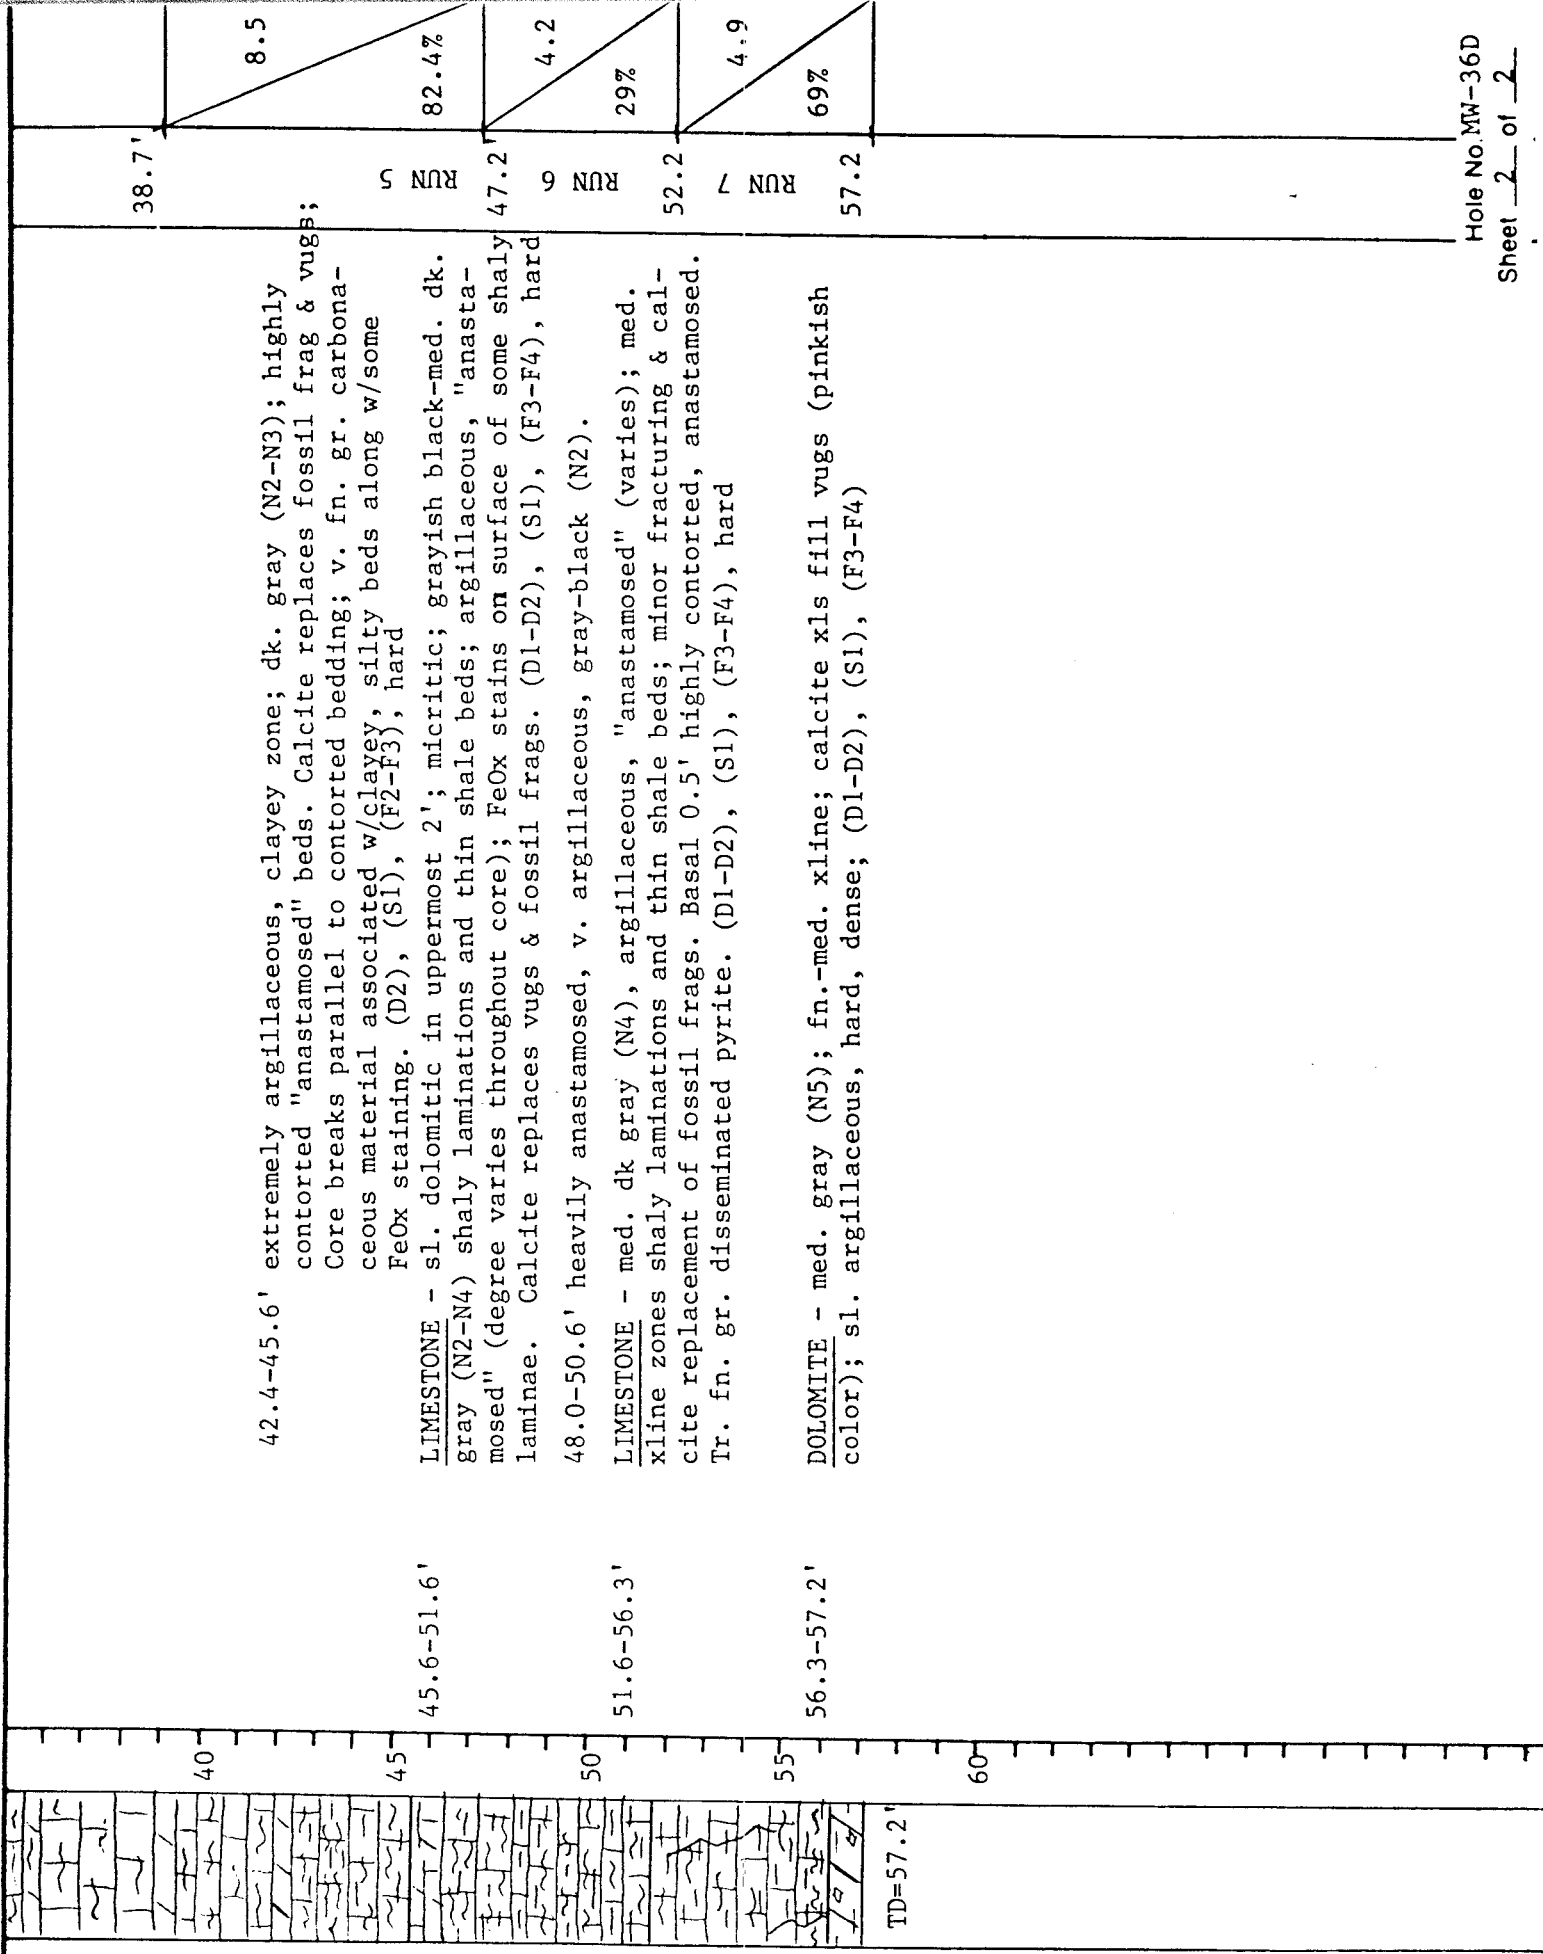 42.4-45.6' extremely argillaceous, clayey zone; dk. gray (N2-N3); highly
contorted "anastamosed" beds. Calcite replaces fossil frag & vugs;
Core breaks parallel to contorted bedding; v. fn. gr. carbona-
ceous material associated w/clayey, silty beds along w/some
FeOx staining. (D2), (S1), (F2-F3), hard
45.6-51.6' LIMESTONE - sl. dolomitic in uppermost 2'; micritic; grayish black-med. dk.
gray (N2-N4) shaly laminations and thin shale beds; argillaceous, "anasta-
mosed" (degree varies throughout core); FeOx stains on surface of some shaly
laminae. Calcite replaces vugs & fossil frags. (D1-D2), (S1), (F3-F4), hard
48.0-50.6' heavily anastamosed, v. argillaceous, gray-black (N2).
51.6-56.3' LIMESTONE - med. dk gray (N4), argillaceous, "anastamosed" (varies); med.
xline zones shaly laminations and thin shale beds; minor fracturing & cal-
cite replacement of fossil frags. Basal 0.5' highly contorted, anastamosed.
Tr. fn. gr. disseminated pyrite. (D1-D2), (S1), (F3-F4), hard
56.3-57.2' DOLOMITE - med. gray (N5); fn.-med. xline; calcite xls fill vugs (pinkish
color); sl. argillaceous, hard, dense; (D1-D2), (S1), (F3-F4)
40
45
50
55
60
TD=57.2'
38.7'
RUN 5
8.5
82.4%
47.2'
RUN 6
4.2
29%
52.2
RUN 7
4.9
69%
57.2
Hole No. MW-36D
Sheet 2 of 2